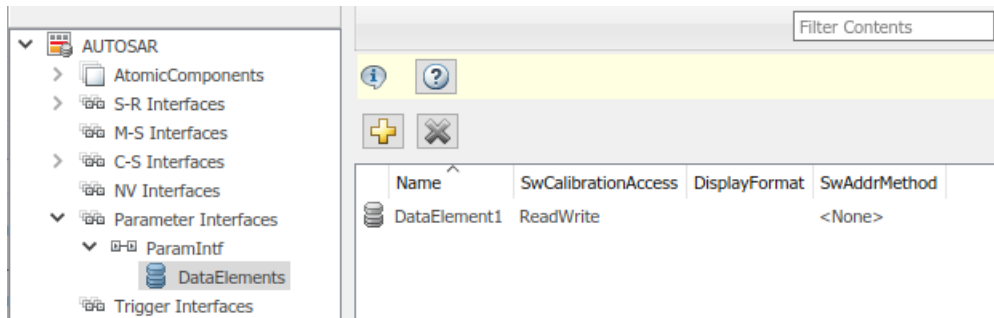 Filter Contents
AUTOSAR
AtomicComponents
S-R Interfaces
M-S Interfaces
C-S Interfaces
NV Interfaces
Parameter Interfaces
ParamIntf
DataElements
Trigger Interfaces
Name SwCalibrationAccess DisplayFormat SwAddrMethod
DataElement1 ReadWrite <None>